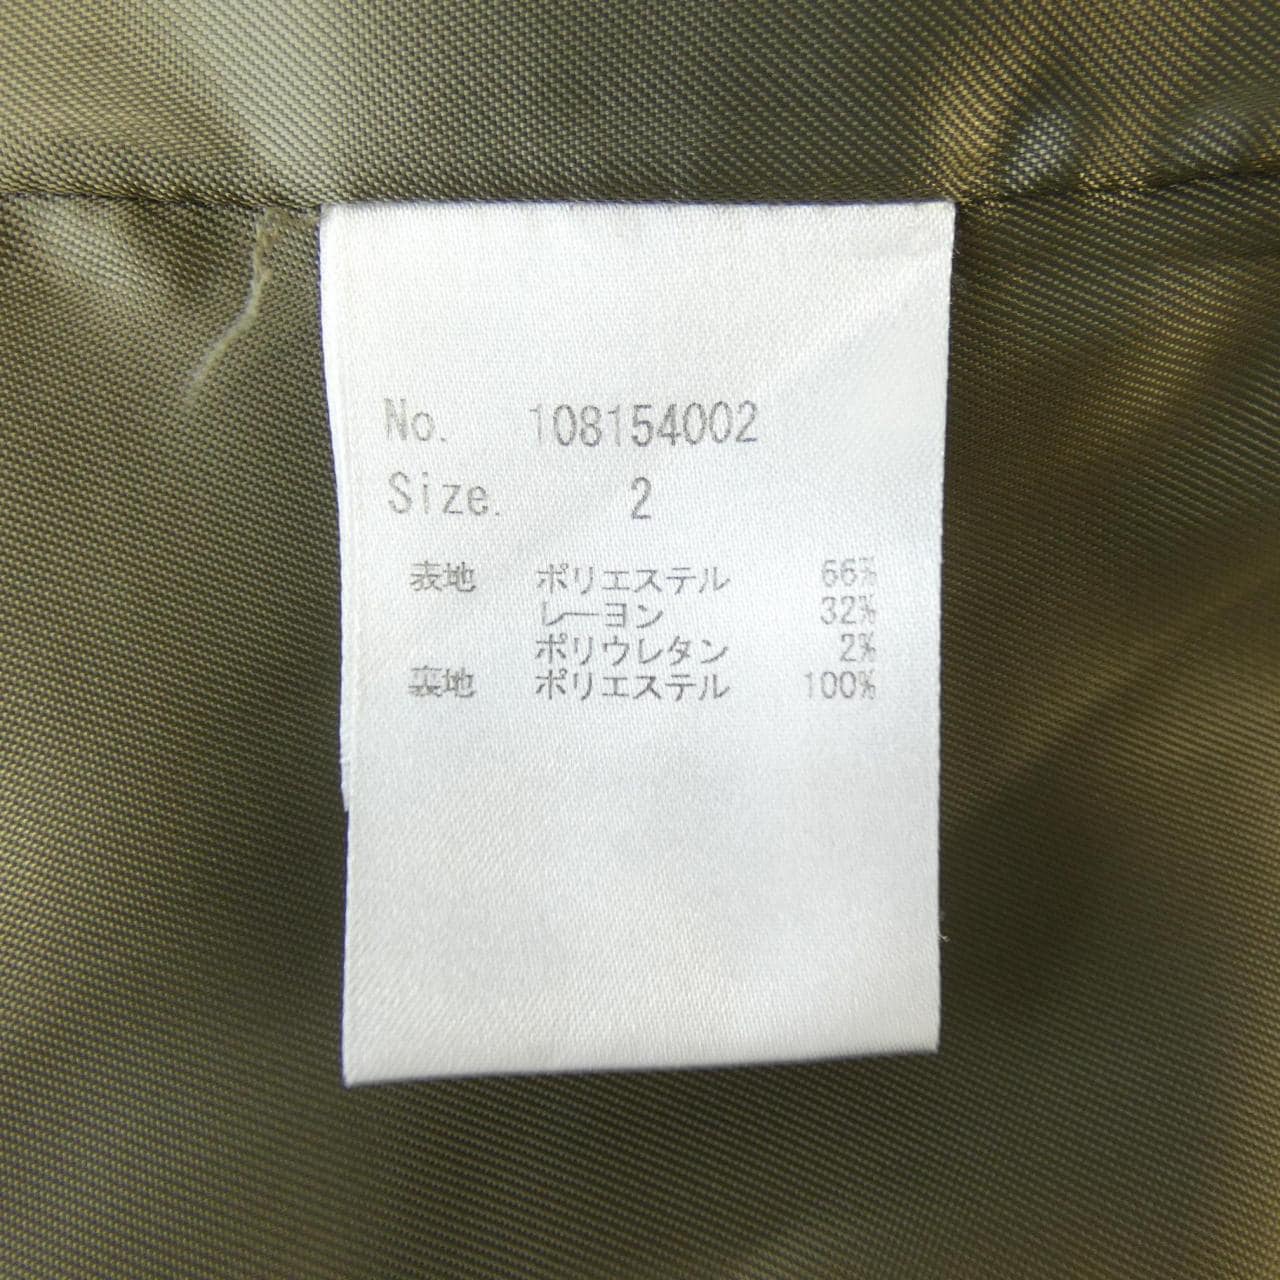 No. 108154002
Size. 2
表地 ポリエステル 66%
レーヨン 32%
ポリウレタン 2%
裏地 ポリエステル 100%